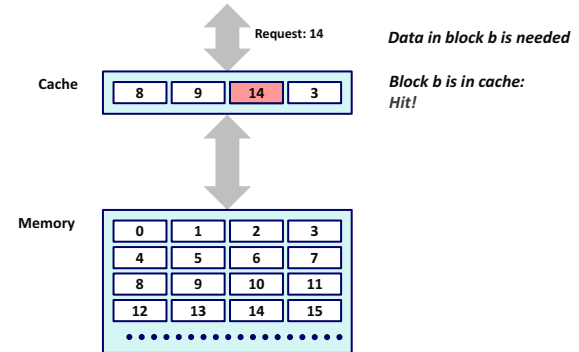 Request: 14
Data in block b is needed
Cache
8 9 14 3
Block b is in cache:
Hit!
Memory
0 1 2 3
4 5 6 7
8 9 10 11
12 13 14 15